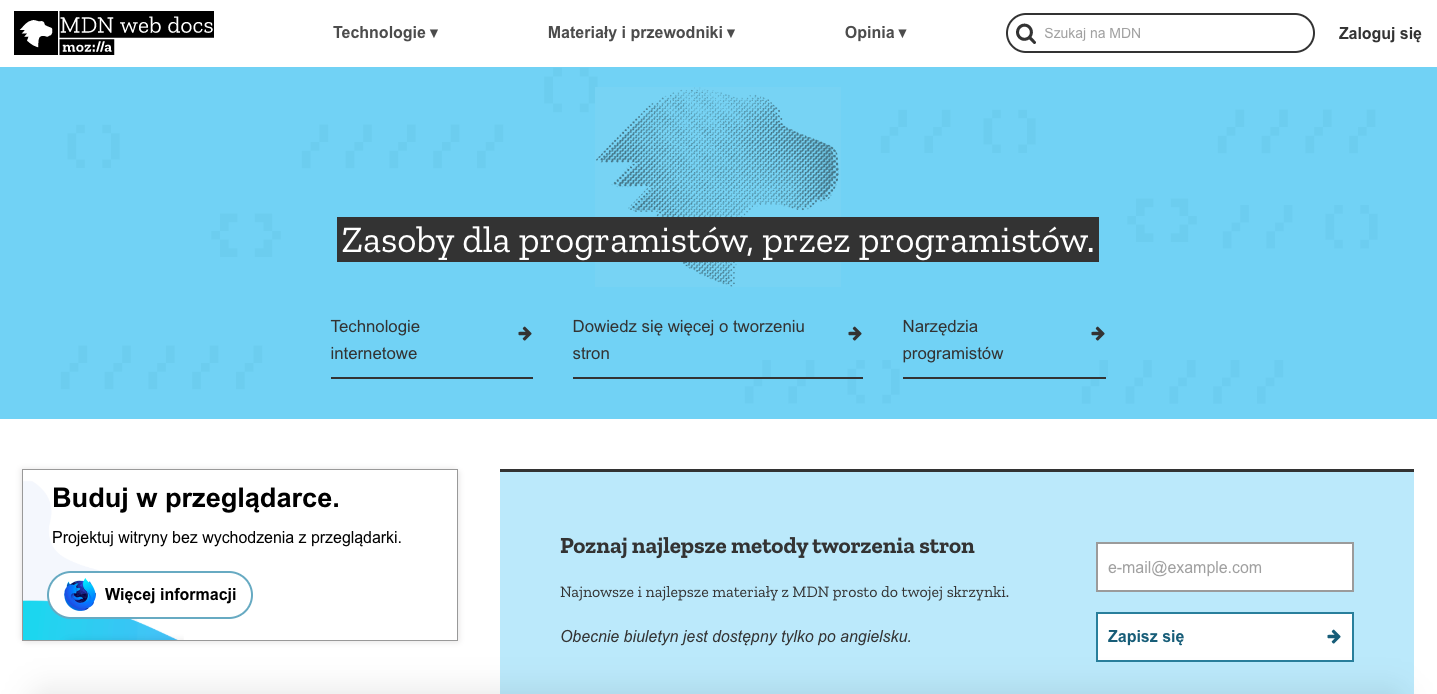 MDN web docs
moz://a
Technologie ▾
Materiały i przewodniki ▾
Opinia ▾
Szukaj na MDN
Zaloguj się
Zasoby dla programistów, przez programistów.
Technologie
internetowe
Dowiedz się więcej o tworzeniu
stron
Narzędzia
programistów
Buduj w przeglądarce.
Projektuj witryny bez wychodzenia z przeglądarki.
Więcej informacji
Poznaj najlepsze metody tworzenia stron
Najnowsze i najlepsze materiały z MDN prosto do twojej skrzynki.
Obecnie biuletyn jest dostępny tylko po angielsku.
e-mail@example.com
Zapisz się